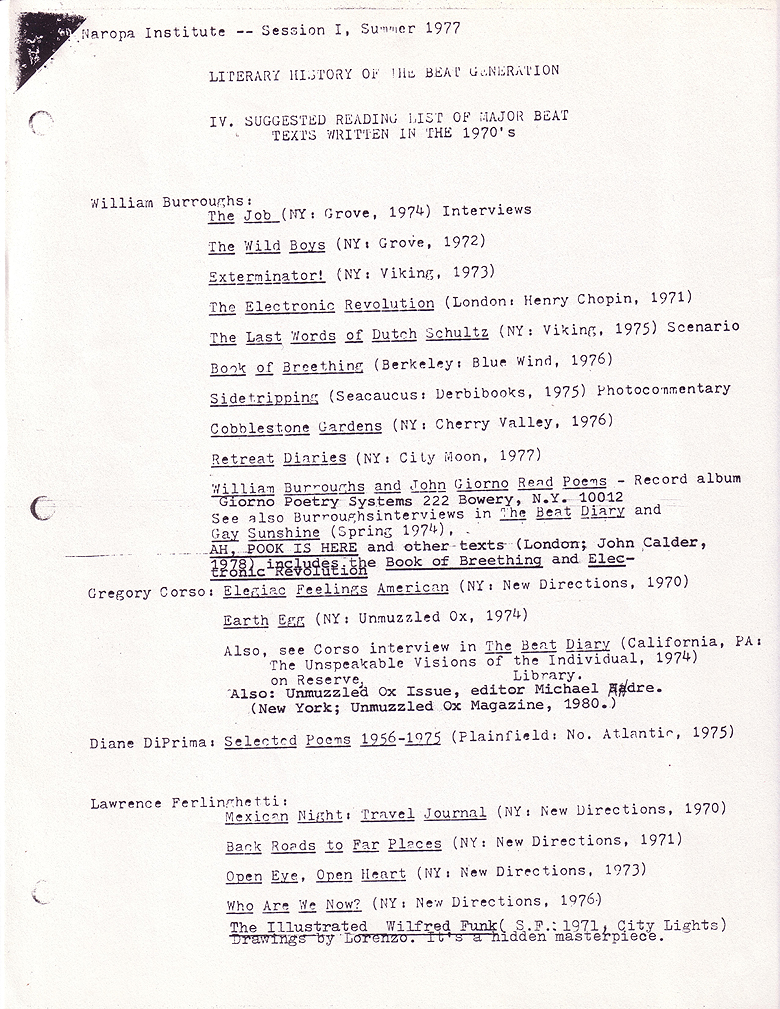 Naropa Institute -- Session I, Summer 1977
LITERARY HISTORY OF THE BEAT GENERATION
IV. SUGGESTED READING LIST OF MAJOR BEAT
TEXTS WRITTEN IN THE 1970's
William Burroughs:
The Job (NY: Grove, 1974) Interviews
The Wild Boys (NY: Grove, 1972)
Exterminator! (NY: Viking, 1973)
The Electronic Revolution (London: Henry Chopin, 1971)
The Last Words of Dutch Schultz (NY: Viking, 1975) Scenario
Book of Breething (Berkeley: Blue Wind, 1976)
Sidetripping (Seacaucus: Derbibooks, 1975) Photocommentary
Cobblestone Gardens (NY: Cherry Valley, 1976)
Retreat Diaries (NY: City Moon, 1977)
William Burroughs and John Giorno Read Poems - Record album
Giorno Poetry Systems 222 Bowery, N.Y. 10012
See also Burroughsinterviews in The Beat Diary and
Gay Sunshine (Spring 1974), .
AH, POOK IS HERE and other texts (London; John Calder,
1978) includes the Book of Breething and Elec-
tronic Revolution
Gregory Corso: Elegiac Feelings American (NY: New Directions, 1970)
Earth Egg (NY: Unmuzzled Ox, 1974)
Also, see Corso interview in The Beat Diary (California, PA:
The Unspeakable Visions of the Individual, 1974)
on Reserve, Library.
Also: Unmuzzled Ox Issue, editor Michael Andre.
(New York; Unmuzzled Ox Magazine, 1980.)
Diane DiPrima: Selected Poems 1956-1975 (Plainfield: No. Atlantic, 1975)
Lawrence Ferlinghetti:
Mexican Night: Travel Journal (NY: New Directions, 1970)
Back Roads to Far Places (NY: New Directions, 1971)
Open Eye, Open Heart (NY: New Directions, 1973)
Who Are We Now? (NY: New Directions, 1976)
The Illustrated Wilfred Funk( S.F.: 1971, City Lights)
Drawings by Lorenzo. It's a hidden masterpiece.